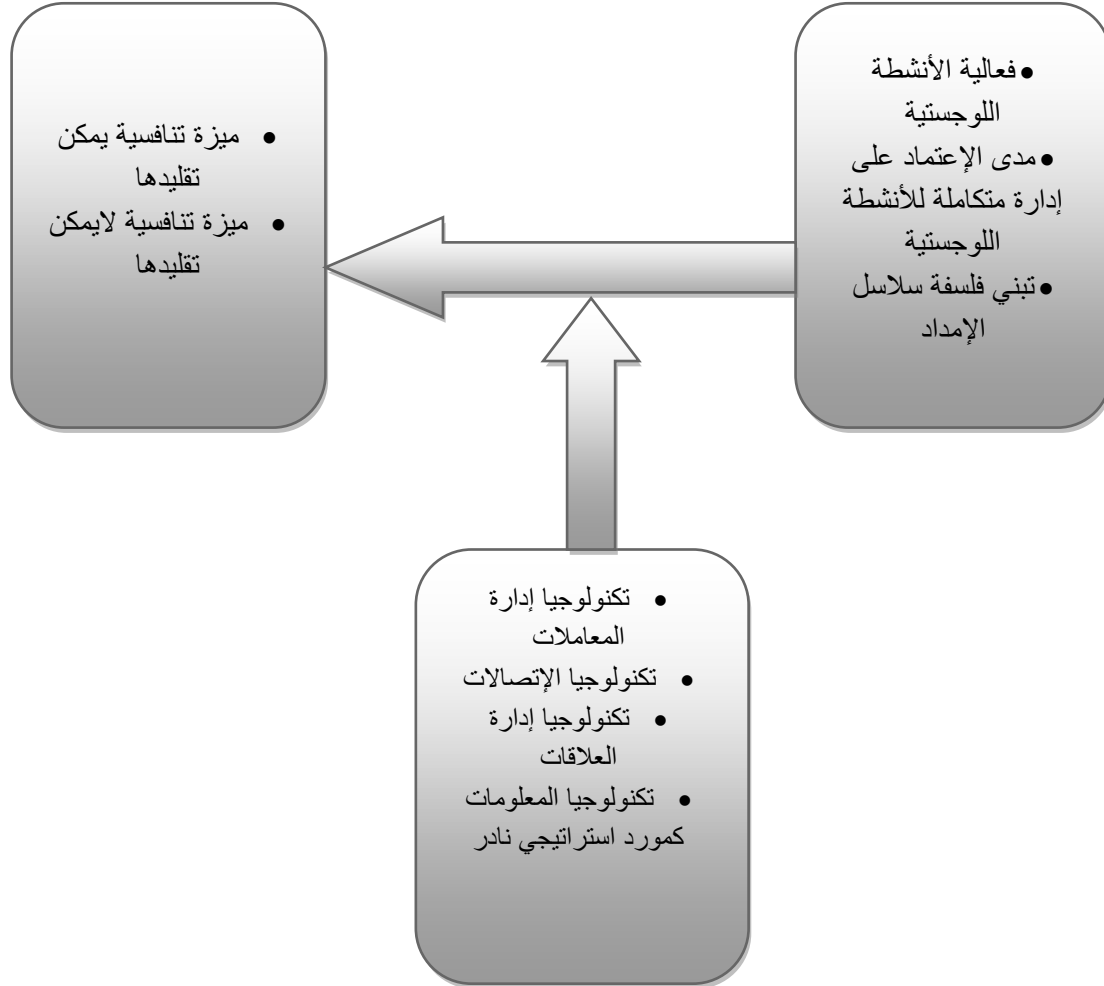 • فعالية الأنشطة
اللوجستية
• مدى الإعتماد على
إدارة متكاملة للأنشطة
اللوجستية
• تبني فلسفة سلاسل
الإمداد
• ميزة تنافسية يمكن
تقليدها
• ميزة تنافسية لايمكن
تقليدها
• تكنولوجيا إدارة
المعاملات
• تكنولوجيا الإتصالات
• تكنولوجيا إدارة
العلاقات
• تكنولوجيا المعلومات
كمورد استراتيجي نادر